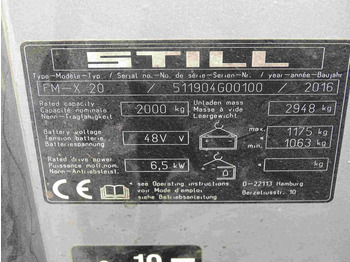 STILL
Type-Modèle-Typ / Serial no.-No. de série-Serien-Nr. / year-année-Baujahr
FM-X 20 / 511904G00100 / 2016
Rated capacity
Capacité nominale
Nenn-Tragfähigkeit
2000 kg
Unladen mass
Masse à vide
Leergewicht
2948 kg
Battery voltage
Tension batterie
Batteriespannung
48V
max. 1175 kg
min. 1063 kg
Rated drive power
Puissance mot. nom.
Nenn-Antriebsleist.
6,5 kW
kg
CE
see Operating instructions
voir Mode d'emploi
siehe Betriebsanleitung
D-22113 Hamburg
Berzeliusstr. 10